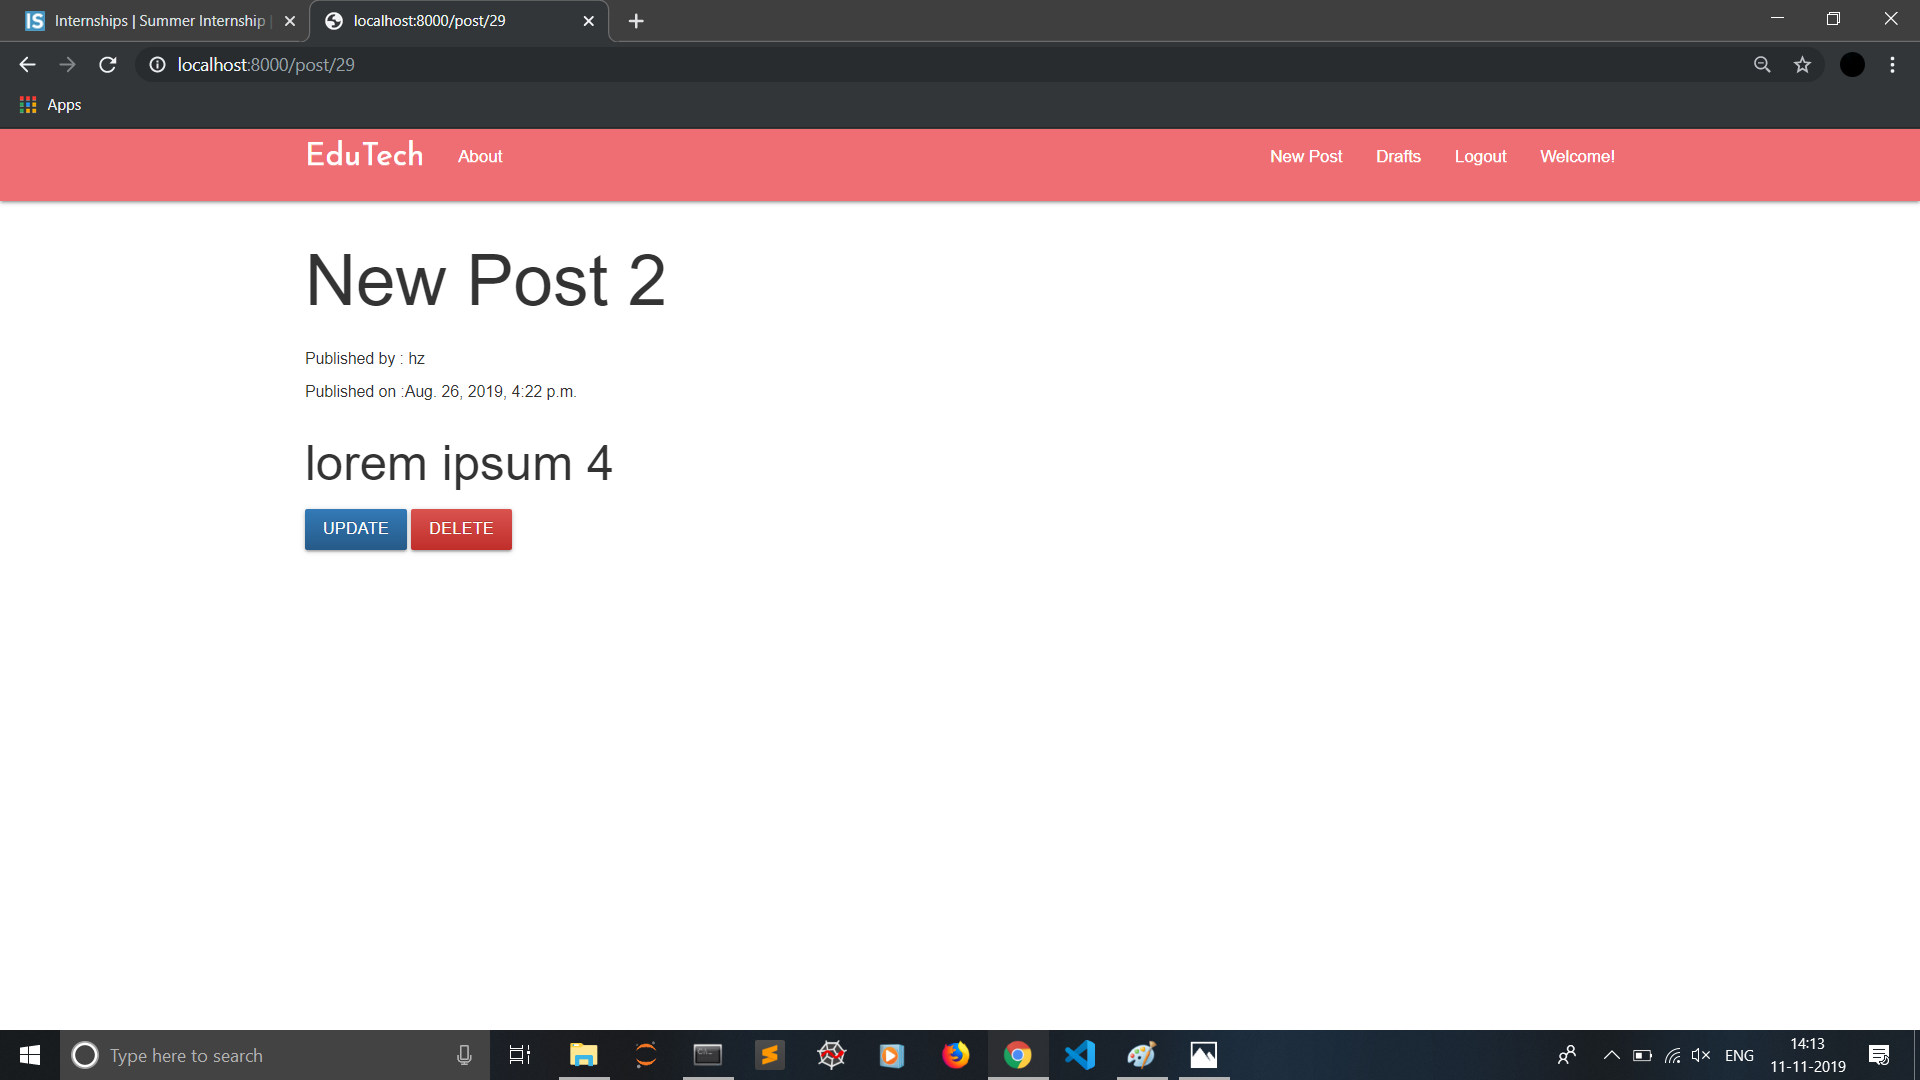 Internships | Summer Internship |
localhost:8000/post/29
localhost:8000/post/29
Apps
EduTech About New Post Drafts Logout Welcome!
New Post 2
Published by : hz
Published on :Aug. 26, 2019, 4:22 p.m.
lorem ipsum 4
UPDATE DELETE
Type here to search
ENG
14:13
11-11-2019